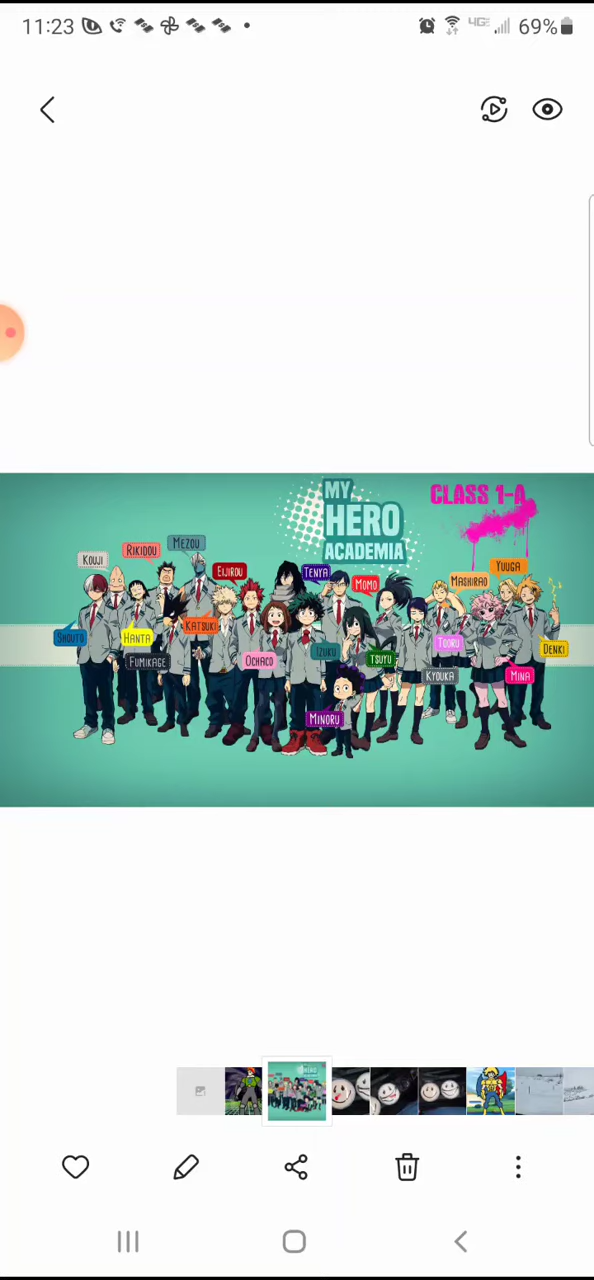 11:23
4G
69%
MY
HERO
ACADEMIA
CLASS 1-A
KOUJI
RIKIDOU
MEZOU
EIJIROU
TENYA
MOMO
MASHIRAO
YUUGA
SHOUTO
HANTA
KATSUKI
FUMIKAGE
OCHACO
IZUKU
TSUYU
TOORU
KYOUKA
MINA
DENKI
MINORU